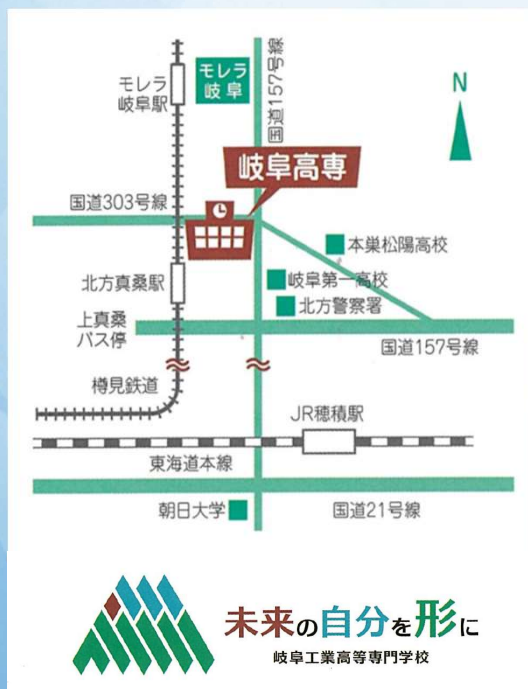 モレラ
岐阜駅
モレラ
岐阜
国道157号線
N
岐阜高専
国道303号線
本巣松陽高校
北方真桑駅
岐阜第一高校
北方警察署
上真桑
バス停
国道157号線
樽見鉄道
JR穂積駅
東海道本線
朝日大学
国道21号線
未来の自分を形に
岐阜工業高等専門学校